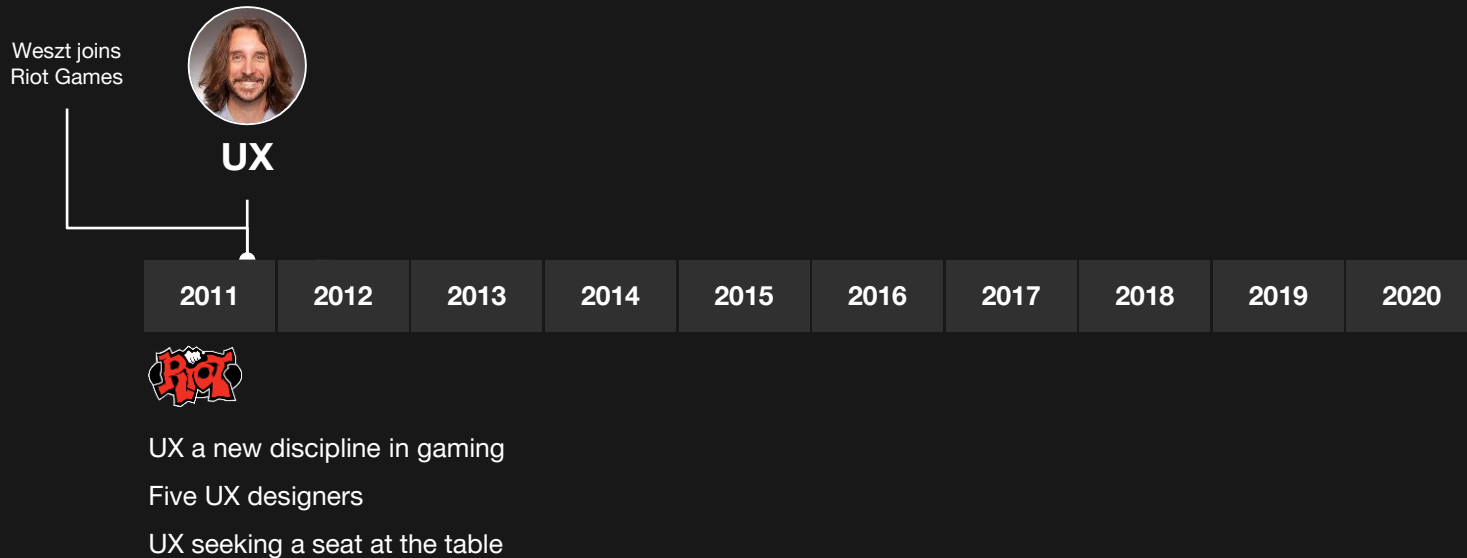 Weszt joins
Riot Games
UX
2011 2012 2013 2014 2015 2016 2017 2018 2019 2020
RIOT
UX a new discipline in gaming
Five UX designers
UX seeking a seat at the table